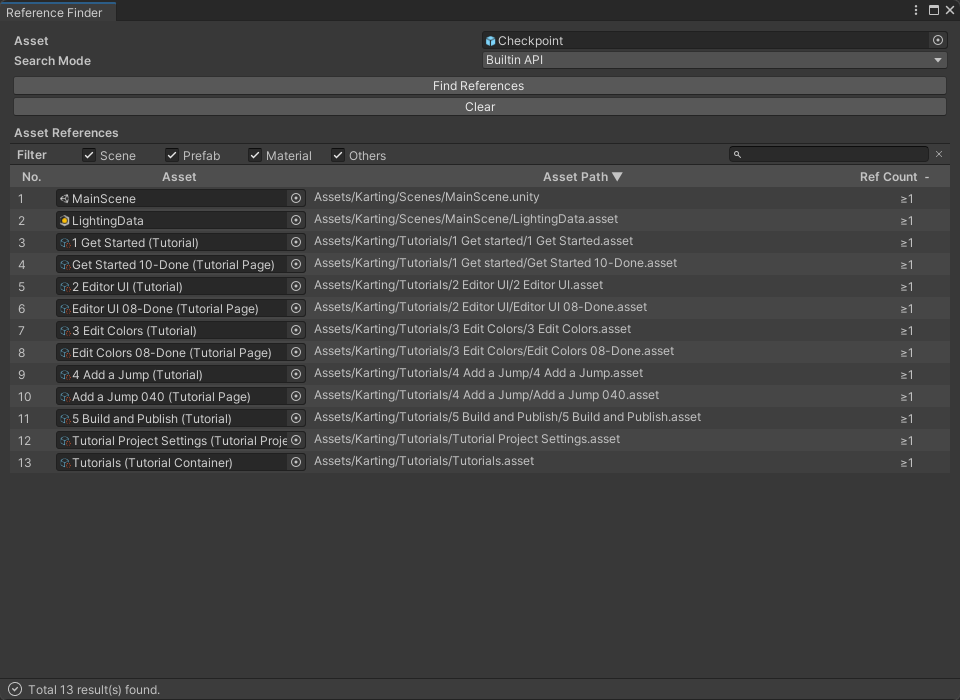 Reference Finder
Asset Checkpoint
Search Mode Builtin API
Find References
Clear
Asset References
Filter Scene Prefab Material Others
No. Asset Asset Path ▼ Ref Count -
1 MainScene Assets/Karting/Scenes/MainScene.unity ≥1
2 LightingData Assets/Karting/Scenes/MainScene/LightingData.asset ≥1
3 1 Get Started (Tutorial) Assets/Karting/Tutorials/1 Get started/1 Get Started.asset ≥1
4 Get Started 10-Done (Tutorial Page) Assets/Karting/Tutorials/1 Get started/Get Started 10-Done.asset ≥1
5 2 Editor UI (Tutorial) Assets/Karting/Tutorials/2 Editor UI/2 Editor UI.asset ≥1
6 Editor UI 08-Done (Tutorial Page) Assets/Karting/Tutorials/2 Editor UI/Editor UI 08-Done.asset ≥1
7 3 Edit Colors (Tutorial) Assets/Karting/Tutorials/3 Edit Colors/3 Edit Colors.asset ≥1
8 Edit Colors 08-Done (Tutorial Page) Assets/Karting/Tutorials/3 Edit Colors/Edit Colors 08-Done.asset ≥1
9 4 Add a Jump (Tutorial) Assets/Karting/Tutorials/4 Add a Jump/4 Add a Jump.asset ≥1
10 Add a Jump 040 (Tutorial Page) Assets/Karting/Tutorials/4 Add a Jump/Add a Jump 040.asset ≥1
11 5 Build and Publish (Tutorial) Assets/Karting/Tutorials/5 Build and Publish/5 Build and Publish.asset ≥1
12 Tutorial Project Settings (Tutorial Proje Assets/Karting/Tutorials/Tutorial Project Settings.asset ≥1
13 Tutorials (Tutorial Container) Assets/Karting/Tutorials/Tutorials.asset ≥1
Total 13 result(s) found.